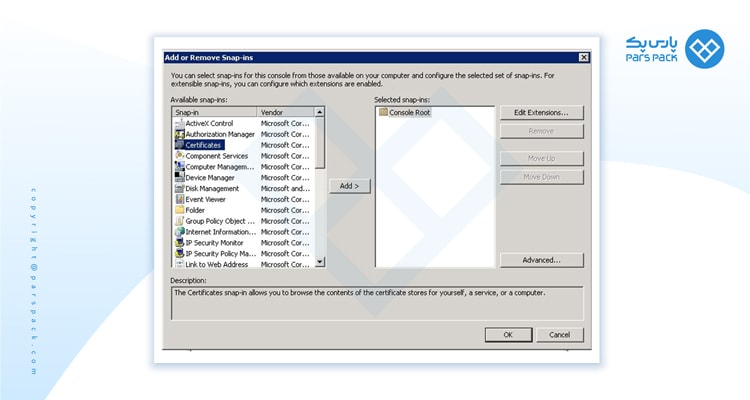 پارس پک
PARS PACK
Add or Remove Snap-ins
You can select snap-ins for this console from those available on your computer and configure the selected set of snap-ins. For
extensible snap-ins, you can configure which extensions are enabled.
Available snap-ins:
Snap-in Vendor
ActiveX Control Microsoft Cor...
Authorization Manager Microsoft Cor...
Certificates Microsoft Cor...
Component Services Microsoft Cor...
Computer Managem... Microsoft Cor...
Device Manager Microsoft Cor...
Disk Management Microsoft and...
Event Viewer Microsoft Cor...
Folder Microsoft Cor...
Group Policy Object ... Microsoft Cor...
Internet Information... Microsoft Cor...
IP Security Monitor Microsoft Cor...
IP Security Policy Ma... Microsoft Cor...
Link to Web Address Microsoft Cor...
Add >
Selected snap-ins:
Console Root
Edit Extensions...
Remove
Move Up
Move Down
Advanced...
Description:
The Certificates snap-in allows you to browse the contents of the certificate stores for yourself, a service, or a computer.
OK
Cancel
copyright@parspack.com